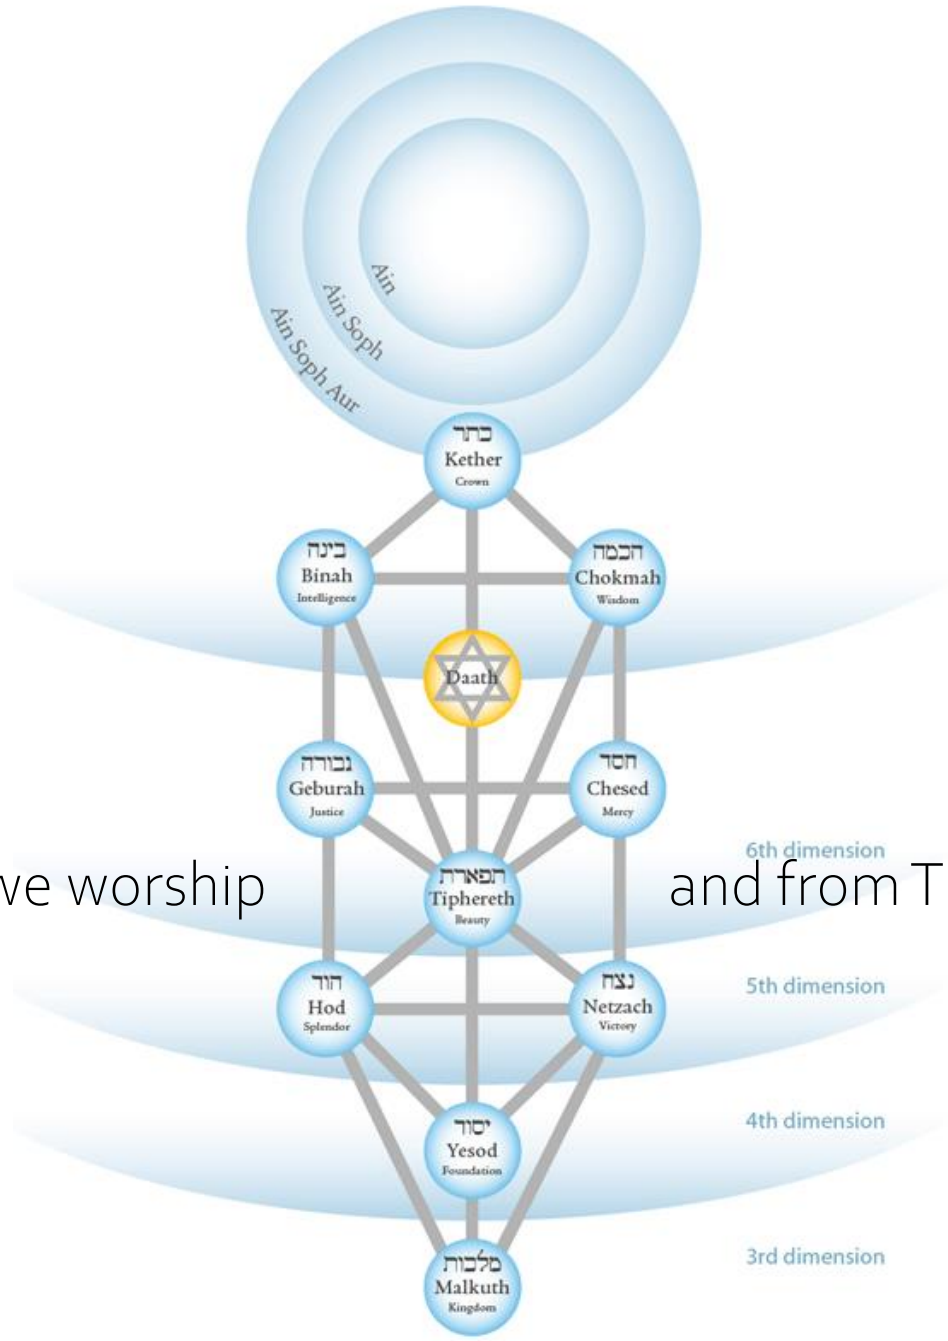 Ain
Ain Soph
Ain Soph Aur
כתר
Kether
Crown
בינה
Binah
Intelligence
חכמה
Chokmah
Wisdom
Daath
גבורה
Geburah
Justice
חסד
Chesed
Mercy
6th dimension
we worship
תפארת
Tiphereth
Beauty
and from T
הוד
Hod
Splendor
נצח
Netzach
Victory
5th dimension
4th dimension
יסוד
Yesod
Foundation
3rd dimension
מלכות
Malkuth
Kingdom